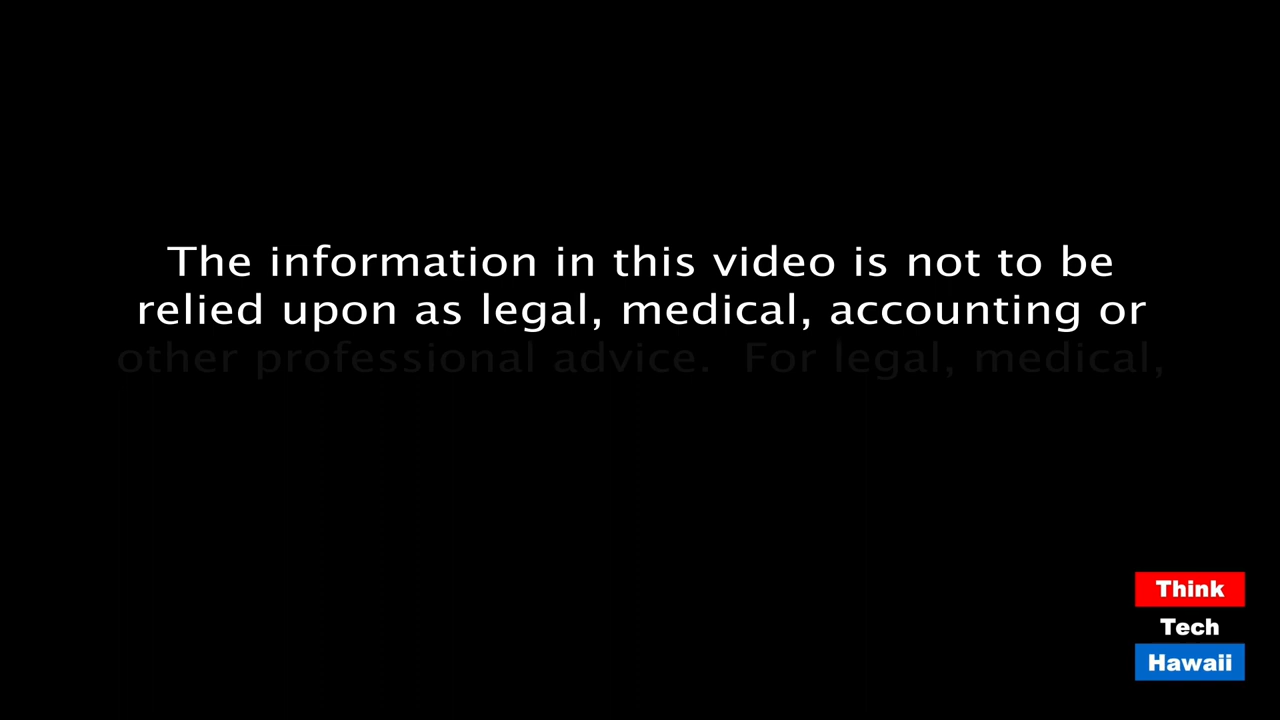 The information in this video is not to be
relied upon as legal, medical, accounting or
other professional advice.  For legal, medical,
Think
Tech
Hawaii